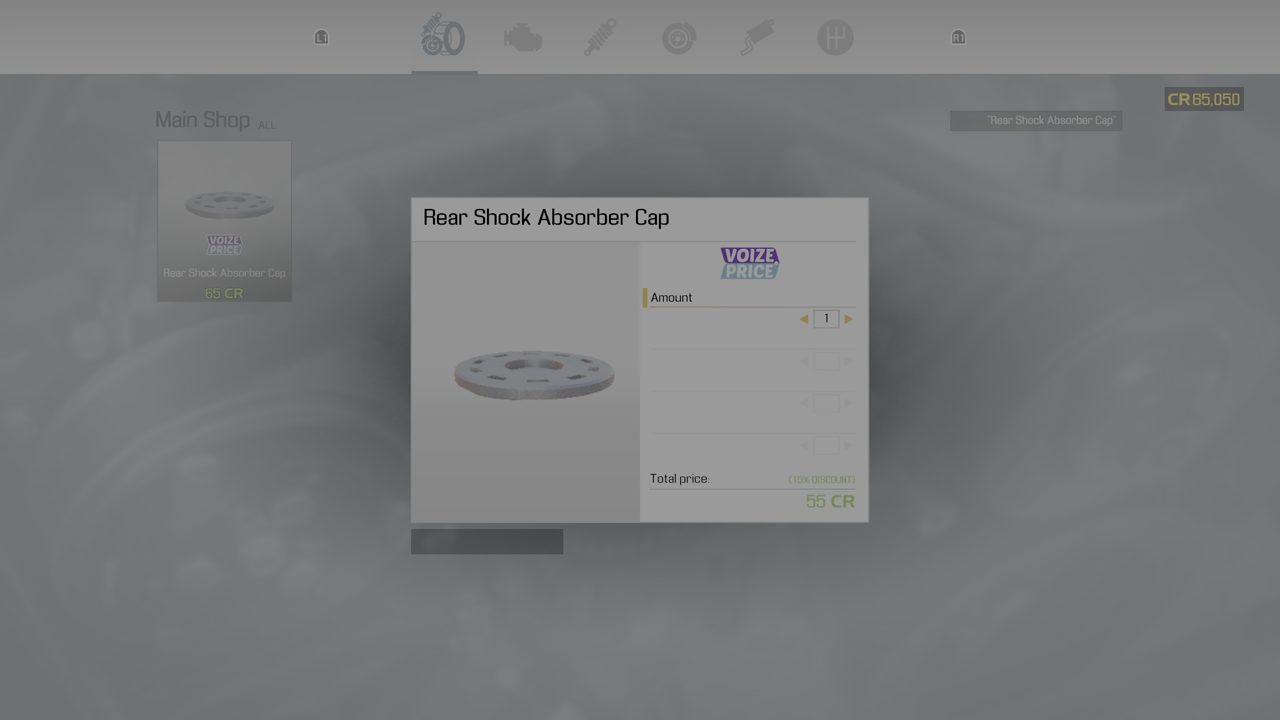 L1
R1
CR 65,050
Main Shop ALL
"Rear Shock Absorber Cap"
VOIZE
PRICE
Rear Shock Absorber Cap
65 CR
Rear Shock Absorber Cap
VOIZE
PRICE
Amount
1
Total price:
(15% DISCOUNT)
55 CR